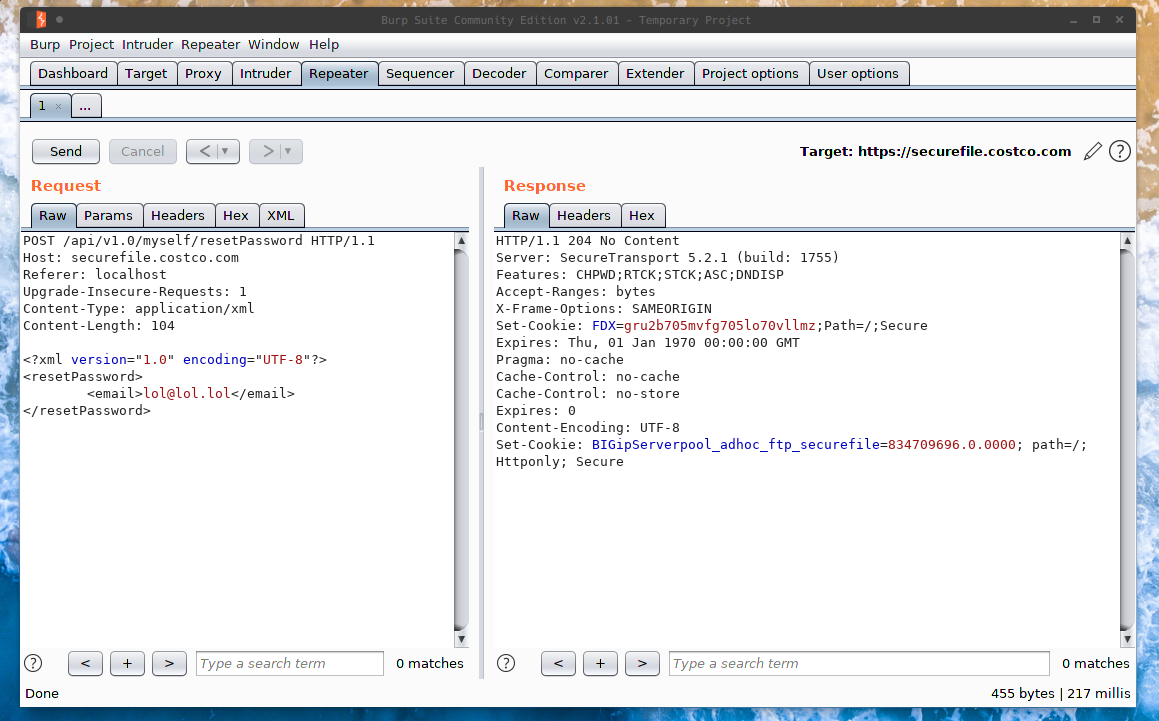 Burp Suite Community Edition v2.1.01 - Temporary Project
Burp Project Intruder Repeater Window Help
Dashboard Target Proxy Intruder Repeater Sequencer Decoder Comparer Extender Project options User options
1 × ...
Send Cancel < ▼ > ▼ Target: https://securefile.costco.com ?
Request
Raw Params Headers Hex XML
POST /api/v1.0/myself/resetPassword HTTP/1.1
Host: securefile.costco.com
Referer: localhost
Upgrade-Insecure-Requests: 1
Content-Type: application/xml
Content-Length: 104
<?xml version="1.0" encoding="UTF-8"?>
<resetPassword>
<email>lol@lol.lol</email>
</resetPassword>
? < + > Type a search term 0 matches
Response
Raw Headers Hex
HTTP/1.1 204 No Content
Server: SecureTransport 5.2.1 (build: 1755)
Features: CHPWD;RTCK;STCK;ASC;DNDISP
Accept-Ranges: bytes
X-Frame-Options: SAMEORIGIN
Set-Cookie: FDX=gru2b705mvfg705lo70vllmz;Path=/;Secure
Expires: Thu, 01 Jan 1970 00:00:00 GMT
Pragma: no-cache
Cache-Control: no-cache
Cache-Control: no-store
Expires: 0
Content-Encoding: UTF-8
Set-Cookie: BIGipServerpool_adhoc_ftp_securefile=834709696.0.0000; path=/;
Httponly; Secure
? < + > Type a search term 0 matches
Done 455 bytes | 217 millis